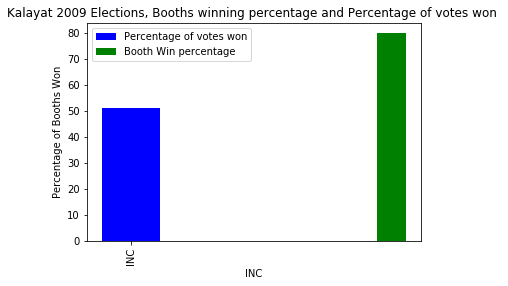 Kalayat 2009 Elections, Booths winning percentage and Percentage of votes won
Percentage of votes won
Booth Win percentage
Percentage of Booths Won
80
70
60
50
40
30
20
10
0
INC
INC